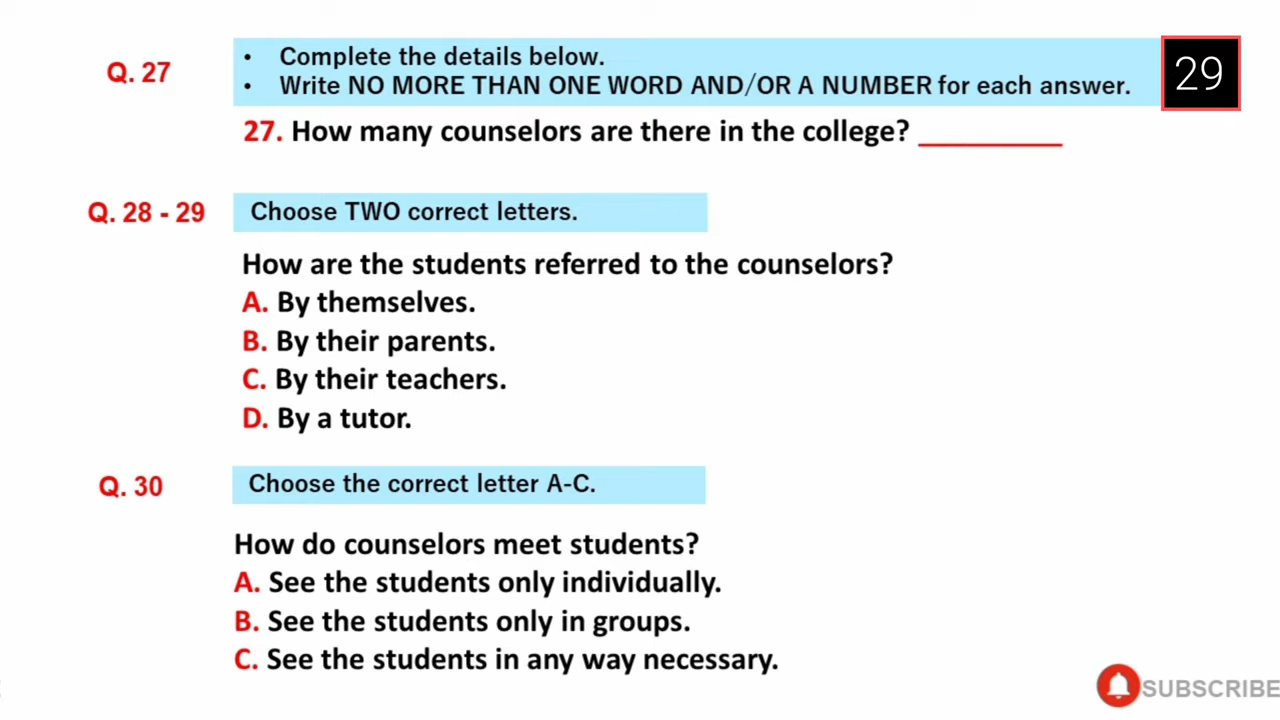 Q. 27
• Complete the details below.
• Write NO MORE THAN ONE WORD AND/OR A NUMBER for each answer.
29
27. How many counselors are there in the college? __________
Q. 28 - 29
Choose TWO correct letters.
How are the students referred to the counselors?
A. By themselves.
B. By their parents.
C. By their teachers.
D. By a tutor.
Q. 30
Choose the correct letter A-C.
How do counselors meet students?
A. See the students only individually.
B. See the students only in groups.
C. See the students in any way necessary.
SUBSCRIBE